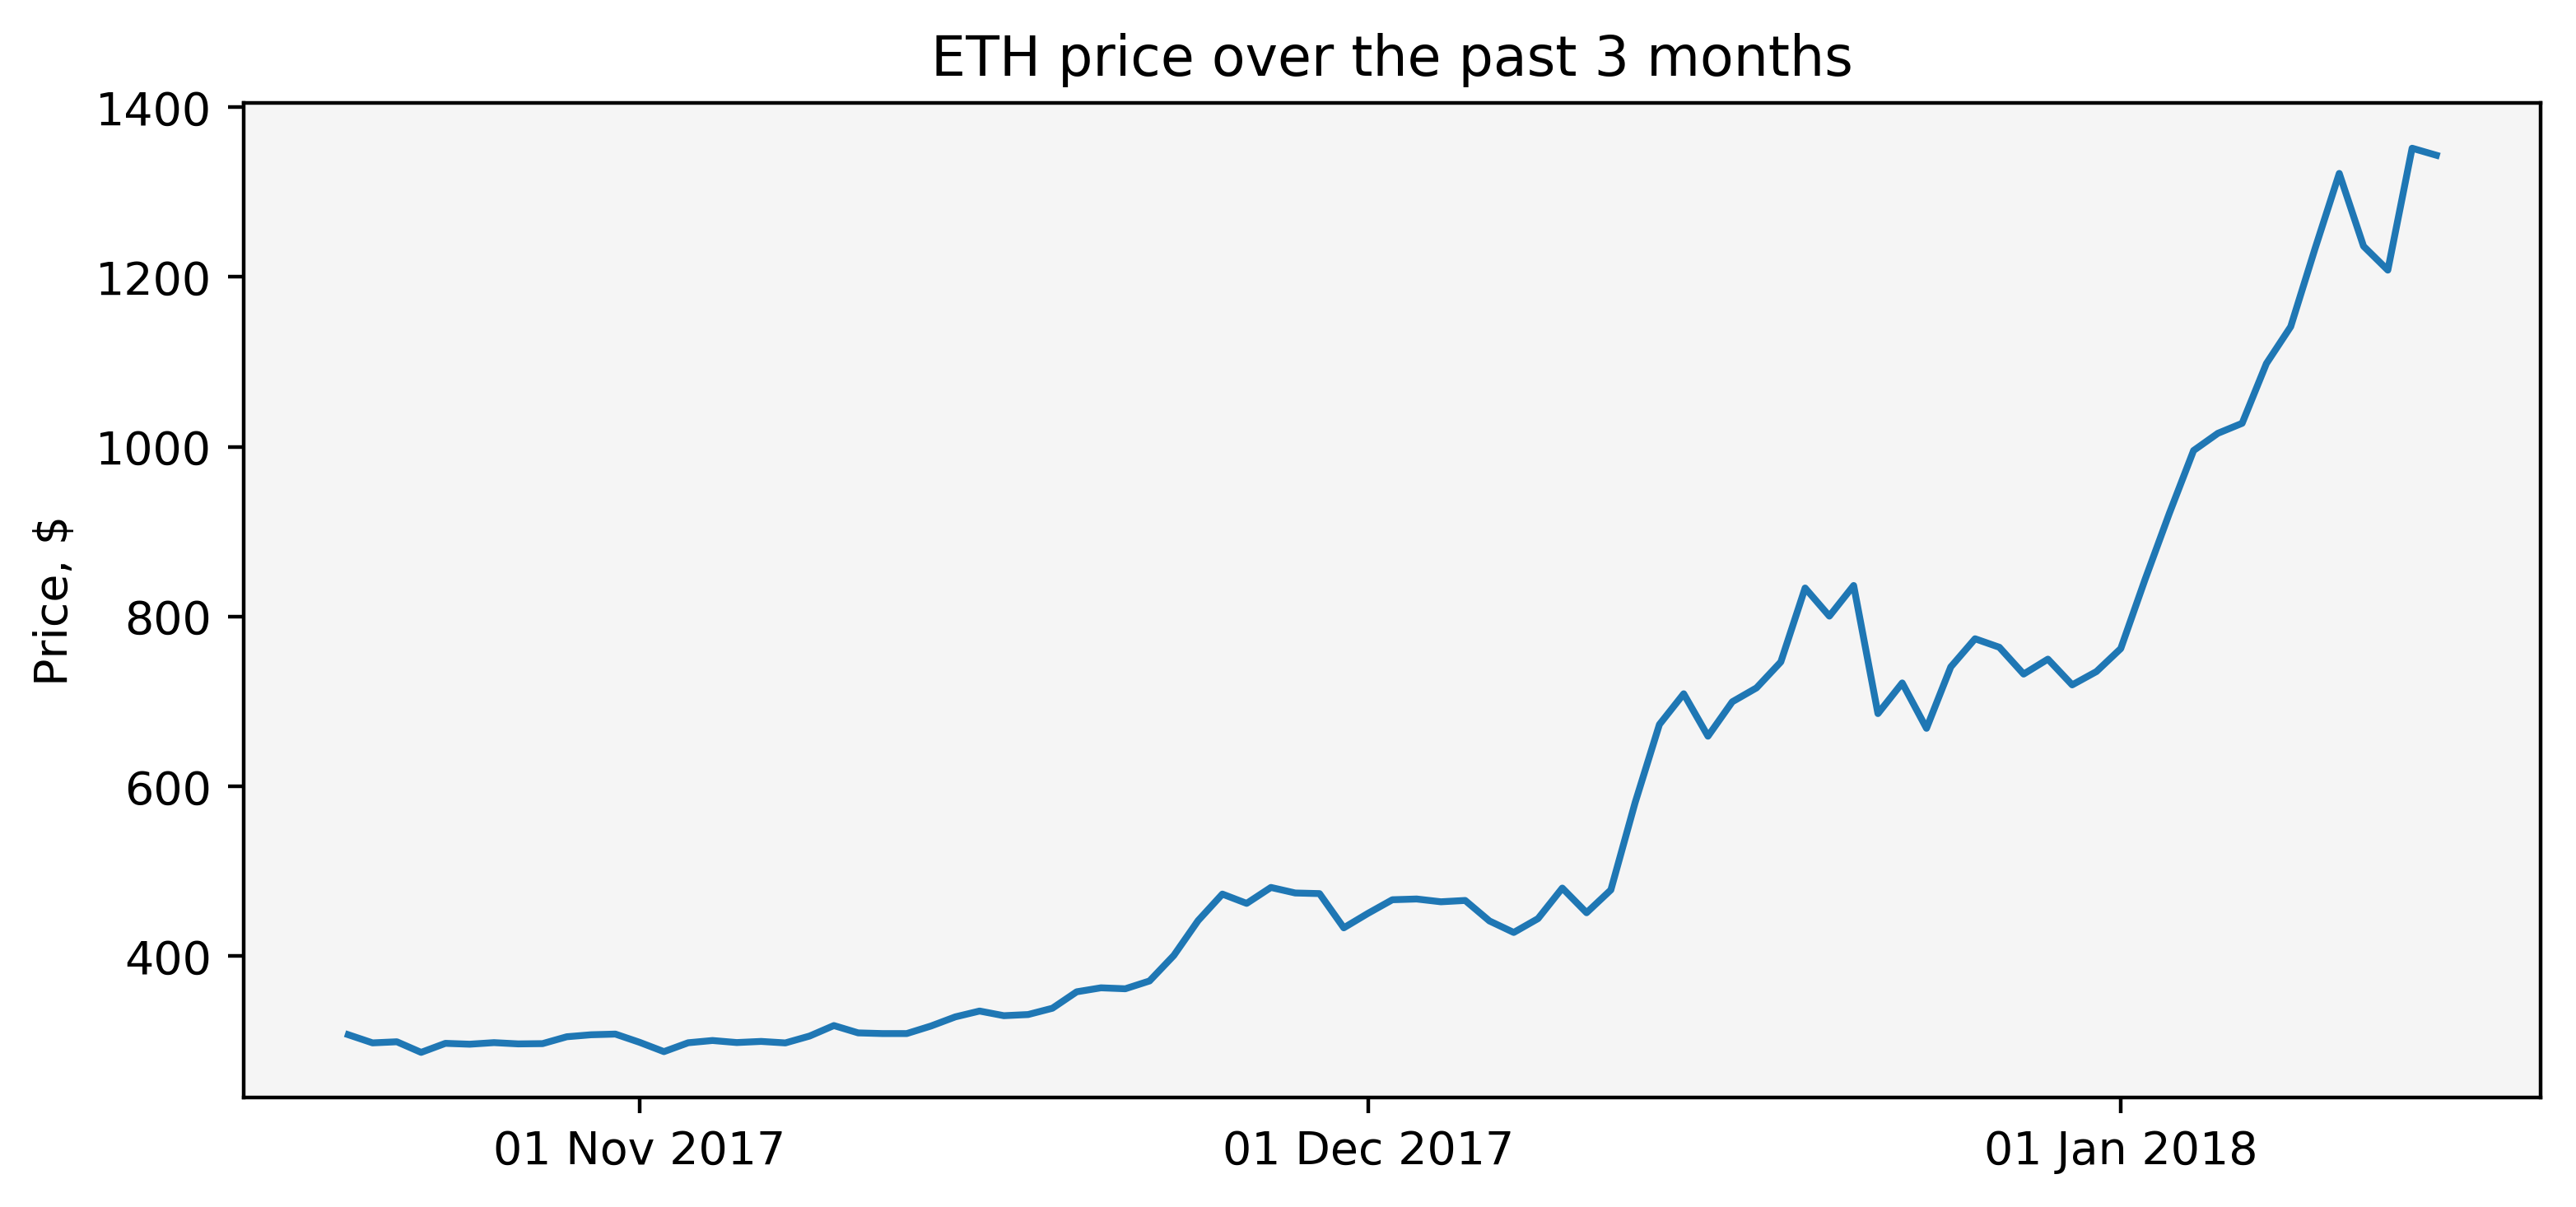 ETH price over the past 3 months
1400
1200
1000
800
600
400
Price, $
01 Nov 2017
01 Dec 2017
01 Jan 2018